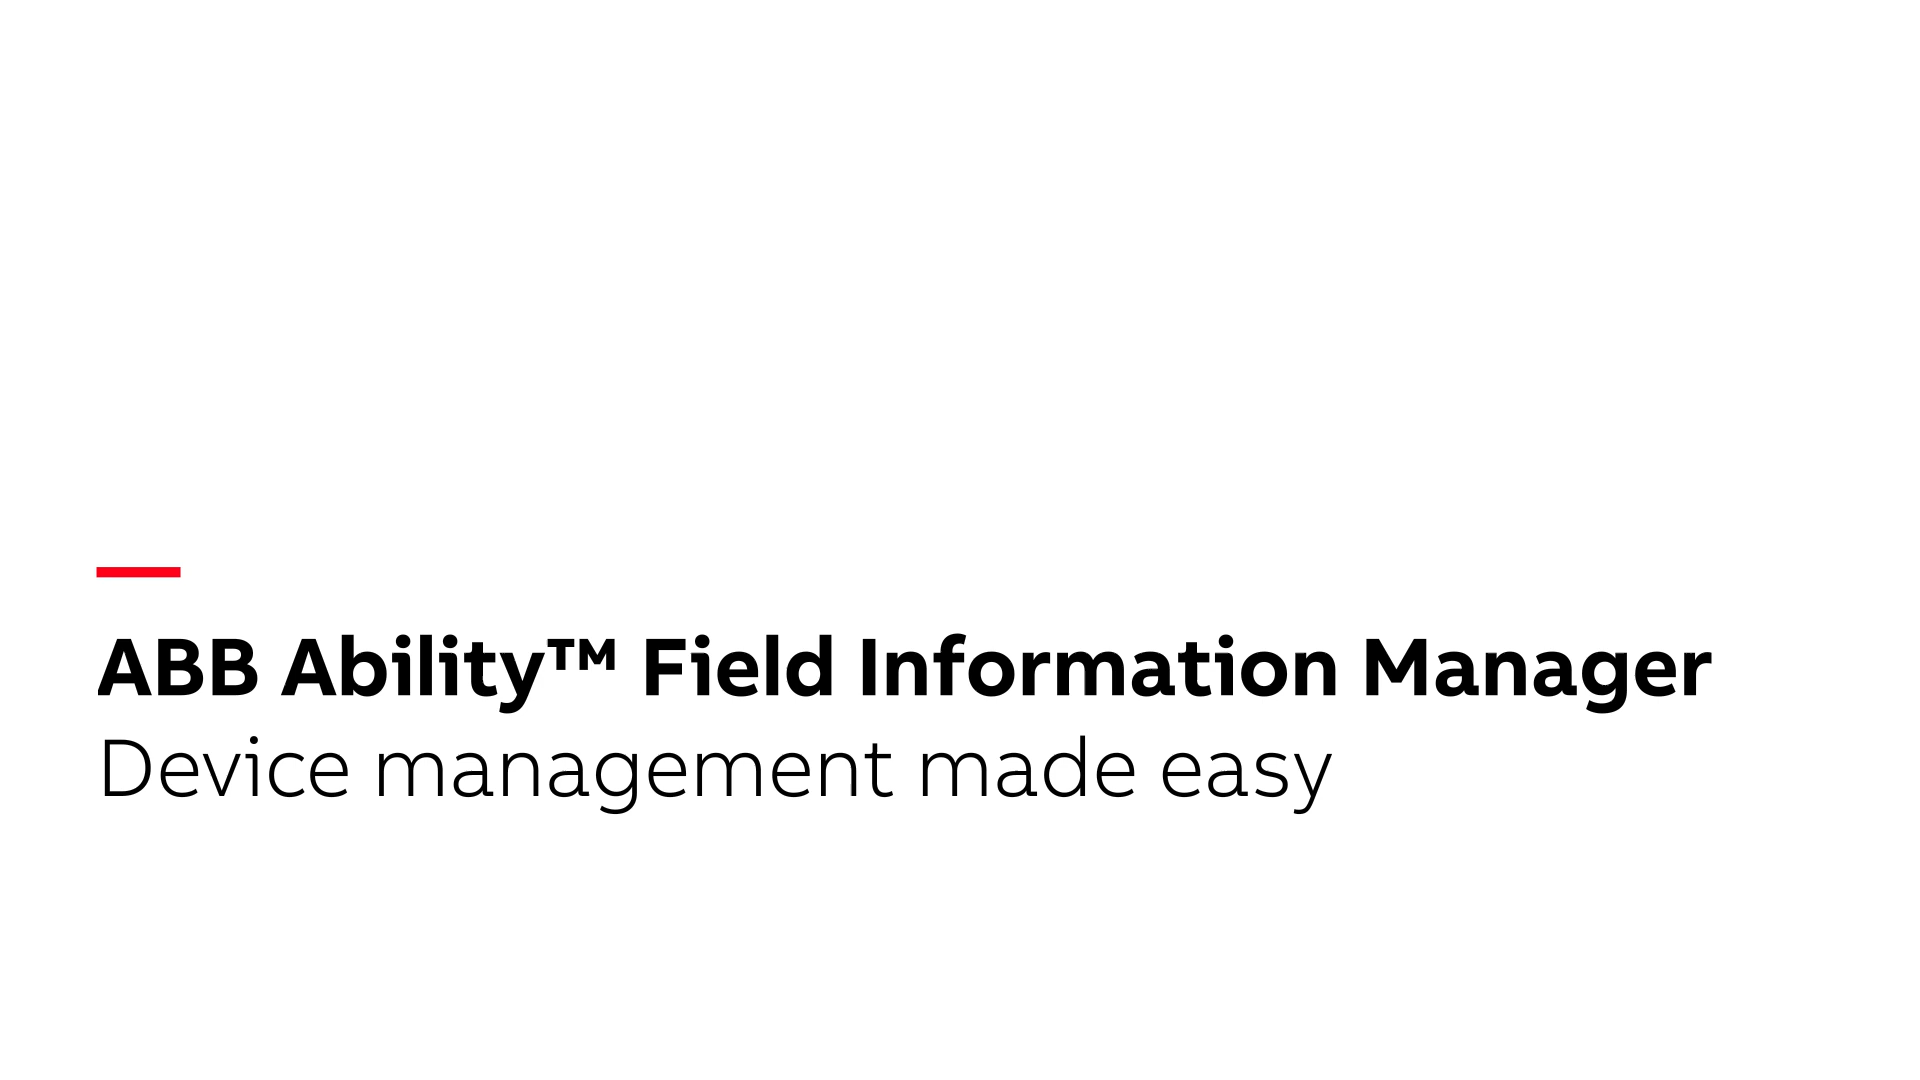 ABB Ability™ Field Information Manager
Device management made easy